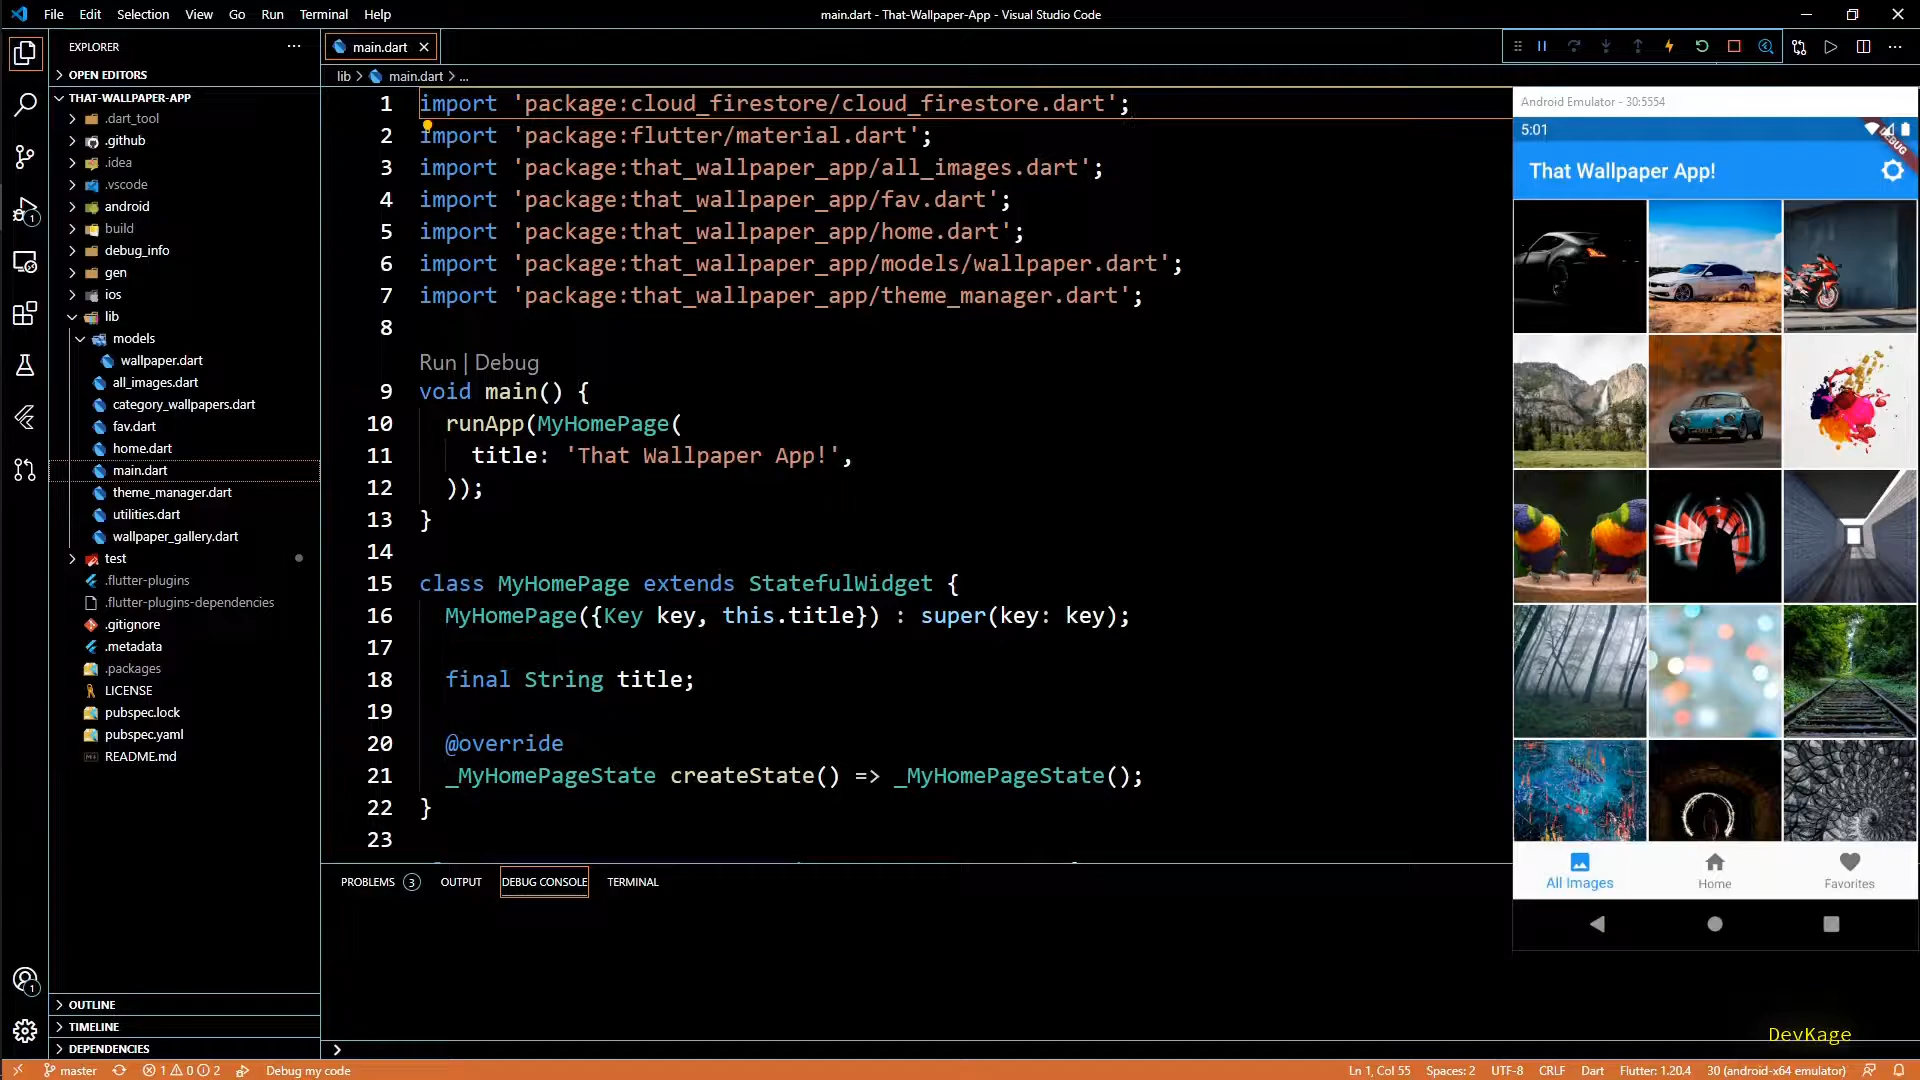 File Edit Selection View Go Run Terminal Help
main.dart - That-Wallpaper-App - Visual Studio Code
EXPLORER
OPEN EDITORS
THAT-WALLPAPER-APP
.dart_tool
.github
.idea
.vscode
android
build
debug_info
gen
ios
lib
models
wallpaper.dart
all_images.dart
category_wallpapers.dart
fav.dart
home.dart
main.dart
theme_manager.dart
utilities.dart
wallpaper_gallery.dart
test
.flutter-plugins
.flutter-plugins-dependencies
.gitignore
.metadata
.packages
LICENSE
pubspec.lock
pubspec.yaml
README.md
OUTLINE
TIMELINE
DEPENDENCIES
1
1
main.dart
lib > main.dart > ...
1 import 'package:cloud_firestore/cloud_firestore.dart';
2 import 'package:flutter/material.dart';
3 import 'package:that_wallpaper_app/all_images.dart';
4 import 'package:that_wallpaper_app/fav.dart';
5 import 'package:that_wallpaper_app/home.dart';
6 import 'package:that_wallpaper_app/models/wallpaper.dart';
7 import 'package:that_wallpaper_app/theme_manager.dart';
8
Run | Debug
9 void main() {
10 runApp(MyHomePage(
11 title: 'That Wallpaper App!',
12 ));
13 }
14
15 class MyHomePage extends StatefulWidget {
16 MyHomePage({Key key, this.title}) : super(key: key);
17
18 final String title;
19
20 @override
21 _MyHomePageState createState() => _MyHomePageState();
22 }
23
PROBLEMS 3 OUTPUT DEBUG CONSOLE TERMINAL
Android Emulator - 30:5554
5:01
DEBUG
That Wallpaper App!
All Images Home Favorites
DevKage
master 1 0 2 Debug my code
Ln 1, Col 55 Spaces: 2 UTF-8 CRLF Dart Flutter: 1.20.4 30 (android-x64 emulator)